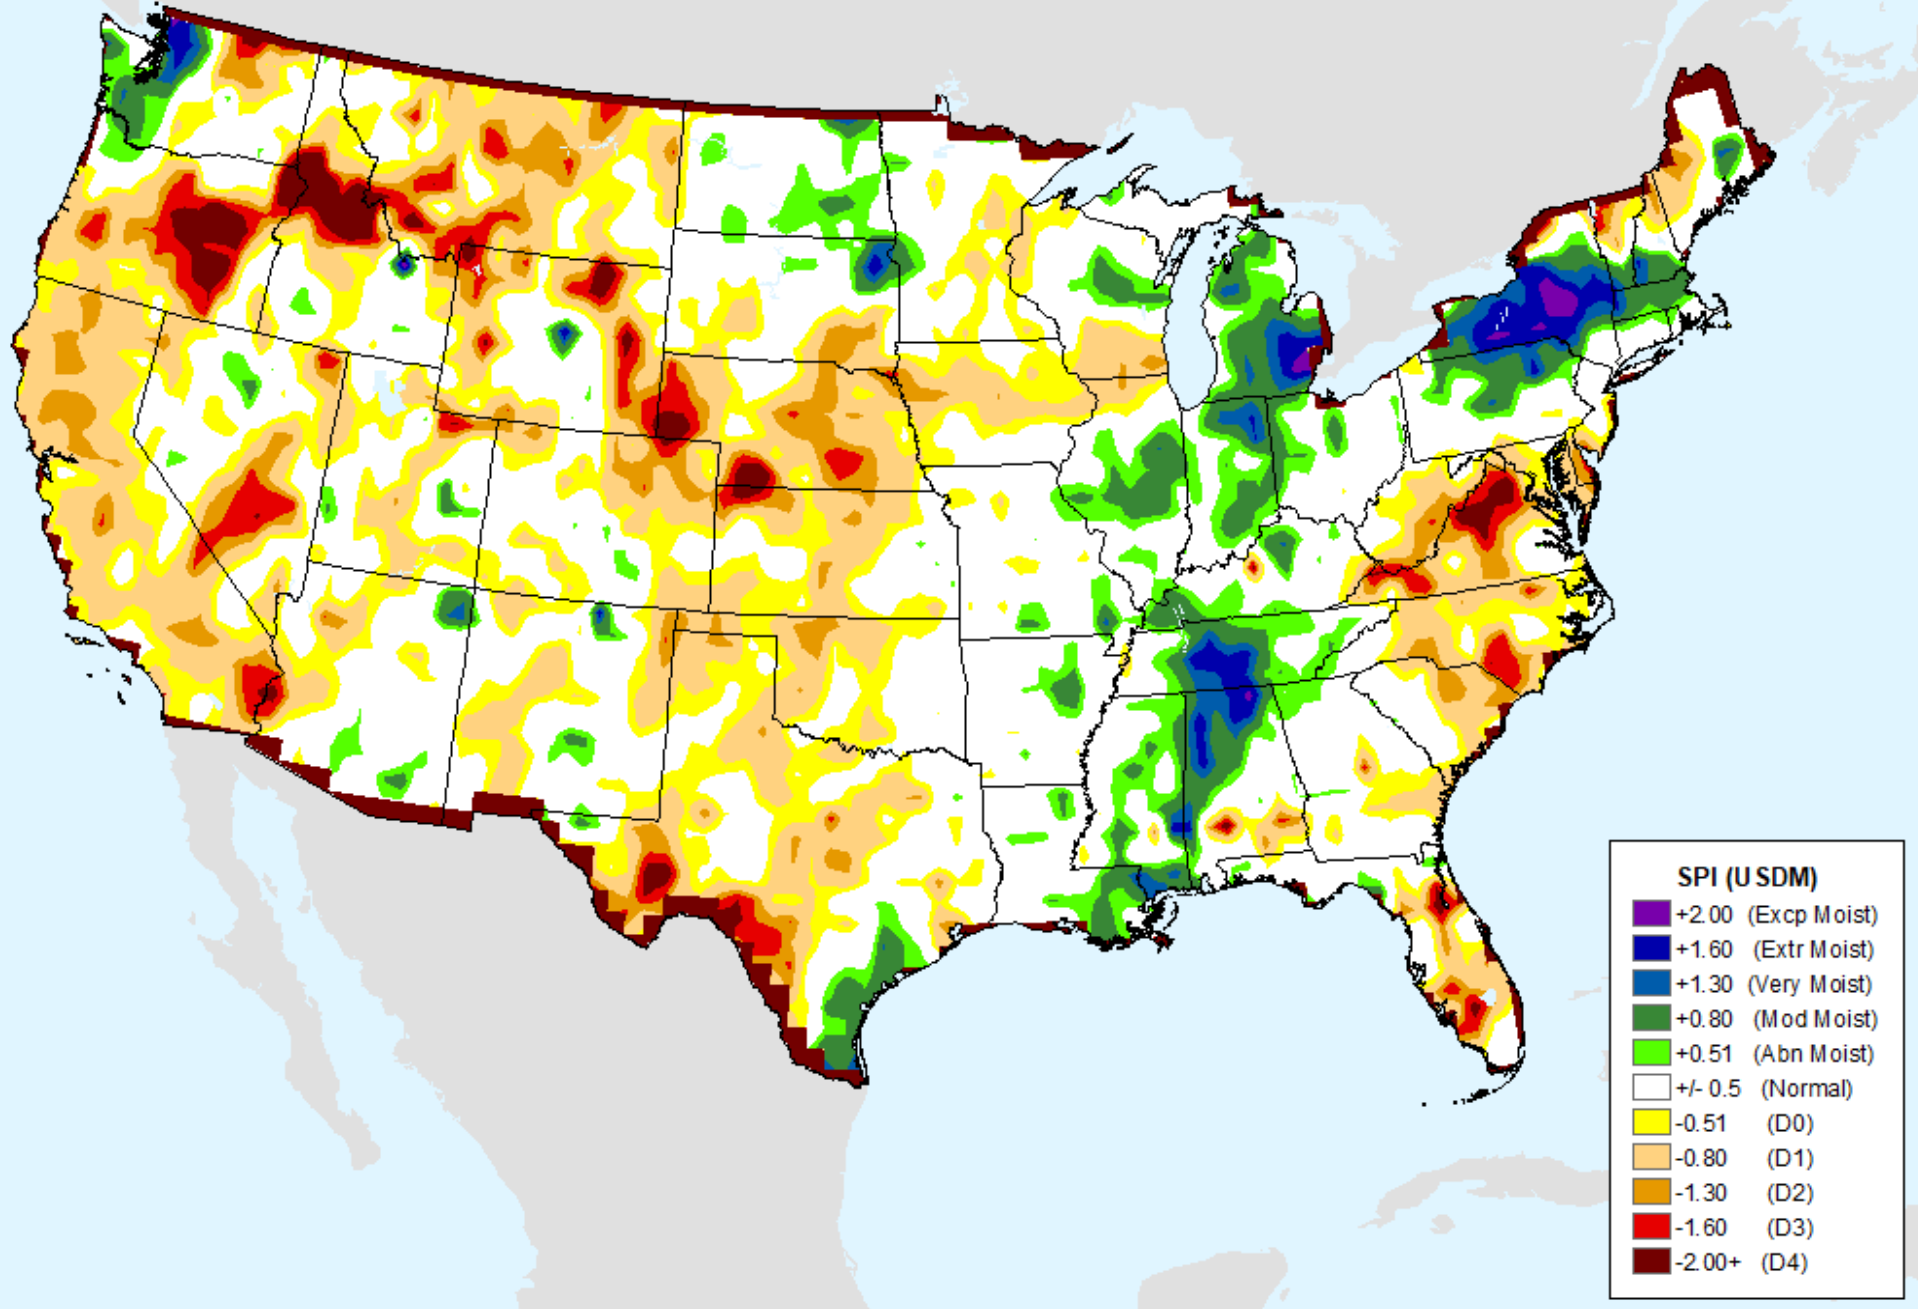 SPI (USDM)
+2.00 (Excp Moist)
+1.60 (Extr Moist)
+1.30 (Very Moist)
+0.80 (Mod Moist)
+0.51 (Abn Moist)
+/- 0.5 (Normal)
-0.51 (D0)
-0.80 (D1)
-1.30 (D2)
-1.60 (D3)
-2.00+ (D4)